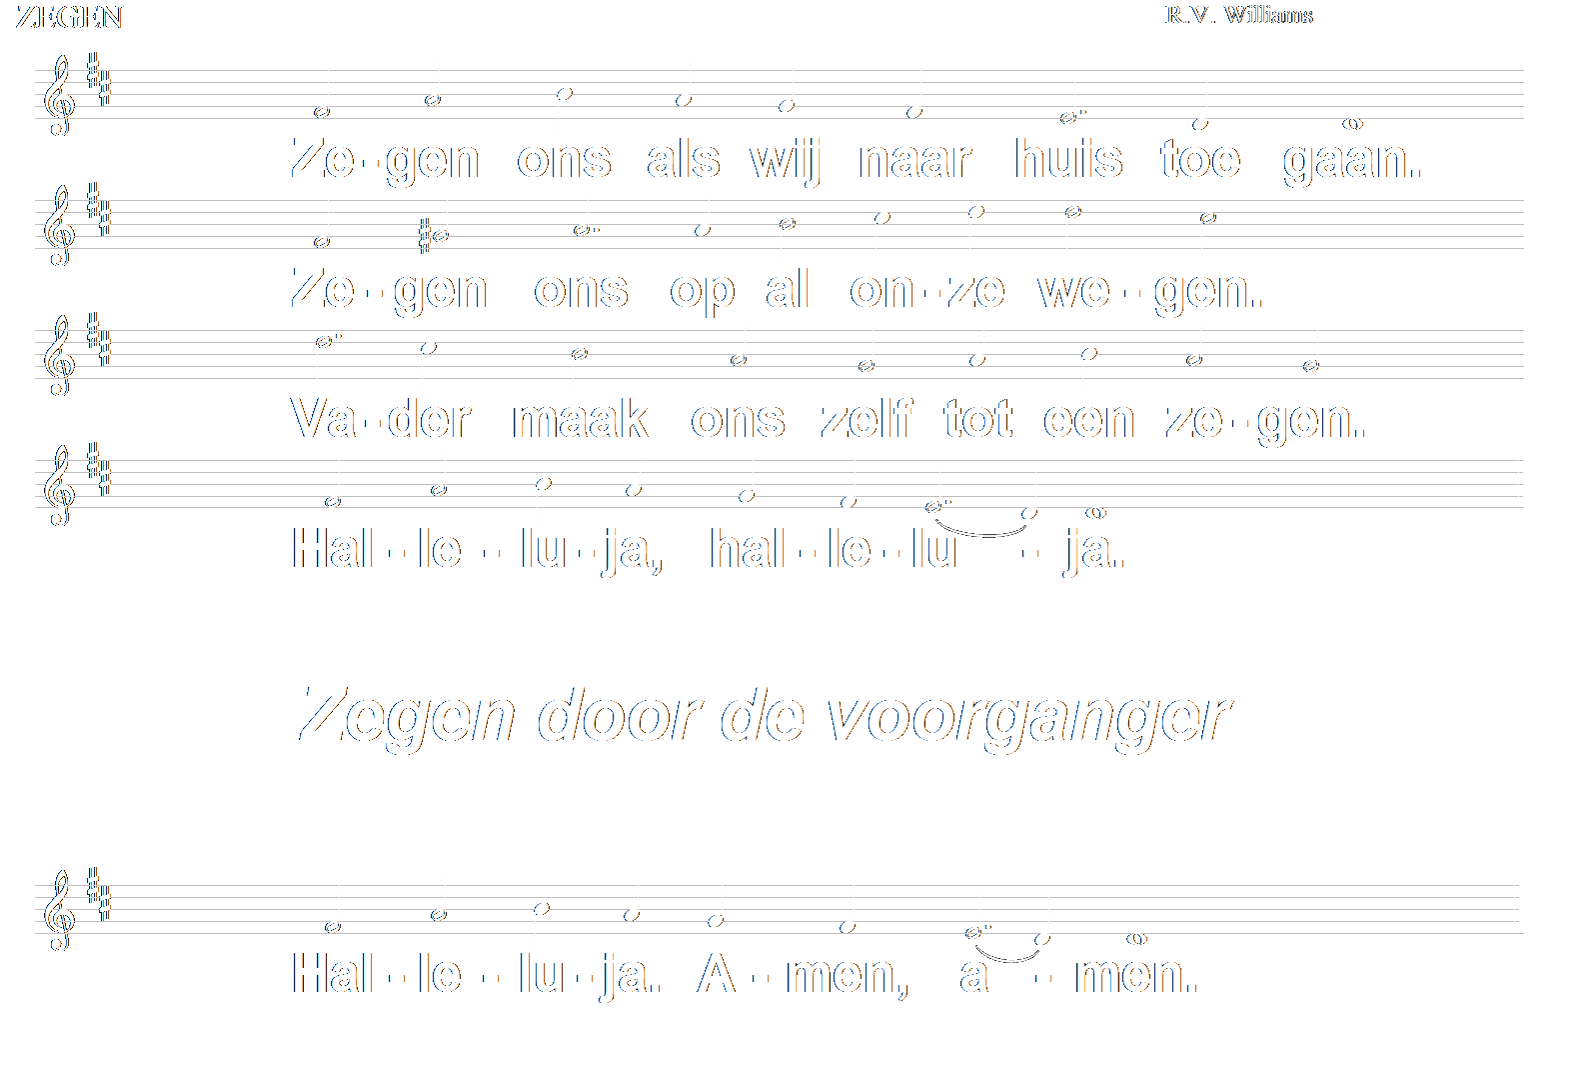 ZEGEN R.V. Williams
Ze-gen ons als wij naar huis toe gaan.
Ze-gen ons op al on-ze we-gen.
Va-der maak ons zelf tot een ze-gen.
Hal-le-lu-ja, hal-le-lu-ja.
Zegen door de voorganger
Hal-le-lu-ja. A-men, a-men.